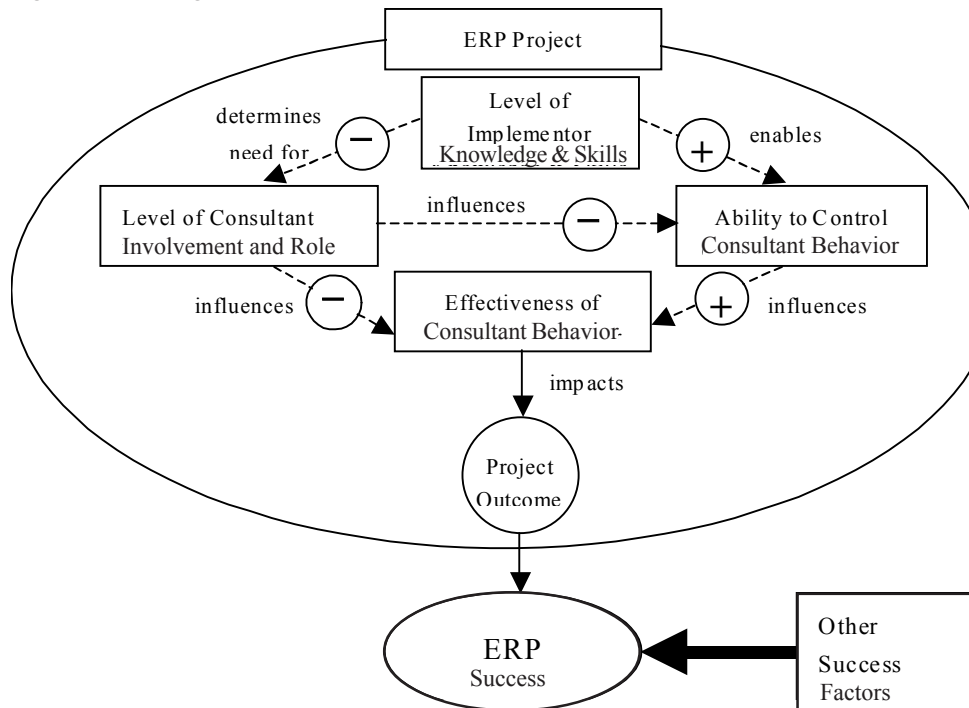 ERP Project
Level of
Implementor
Knowledge & Skills
determines
need for
−
+
enables
Level of Consultant
Involvement and Role
influences
−
Ability to Control
Consultant Behavior
influences
−
Effectiveness of
Consultant Behavior-
+
influences
impacts
Project
Outcome
ERP
Success
Other
Success
Factors